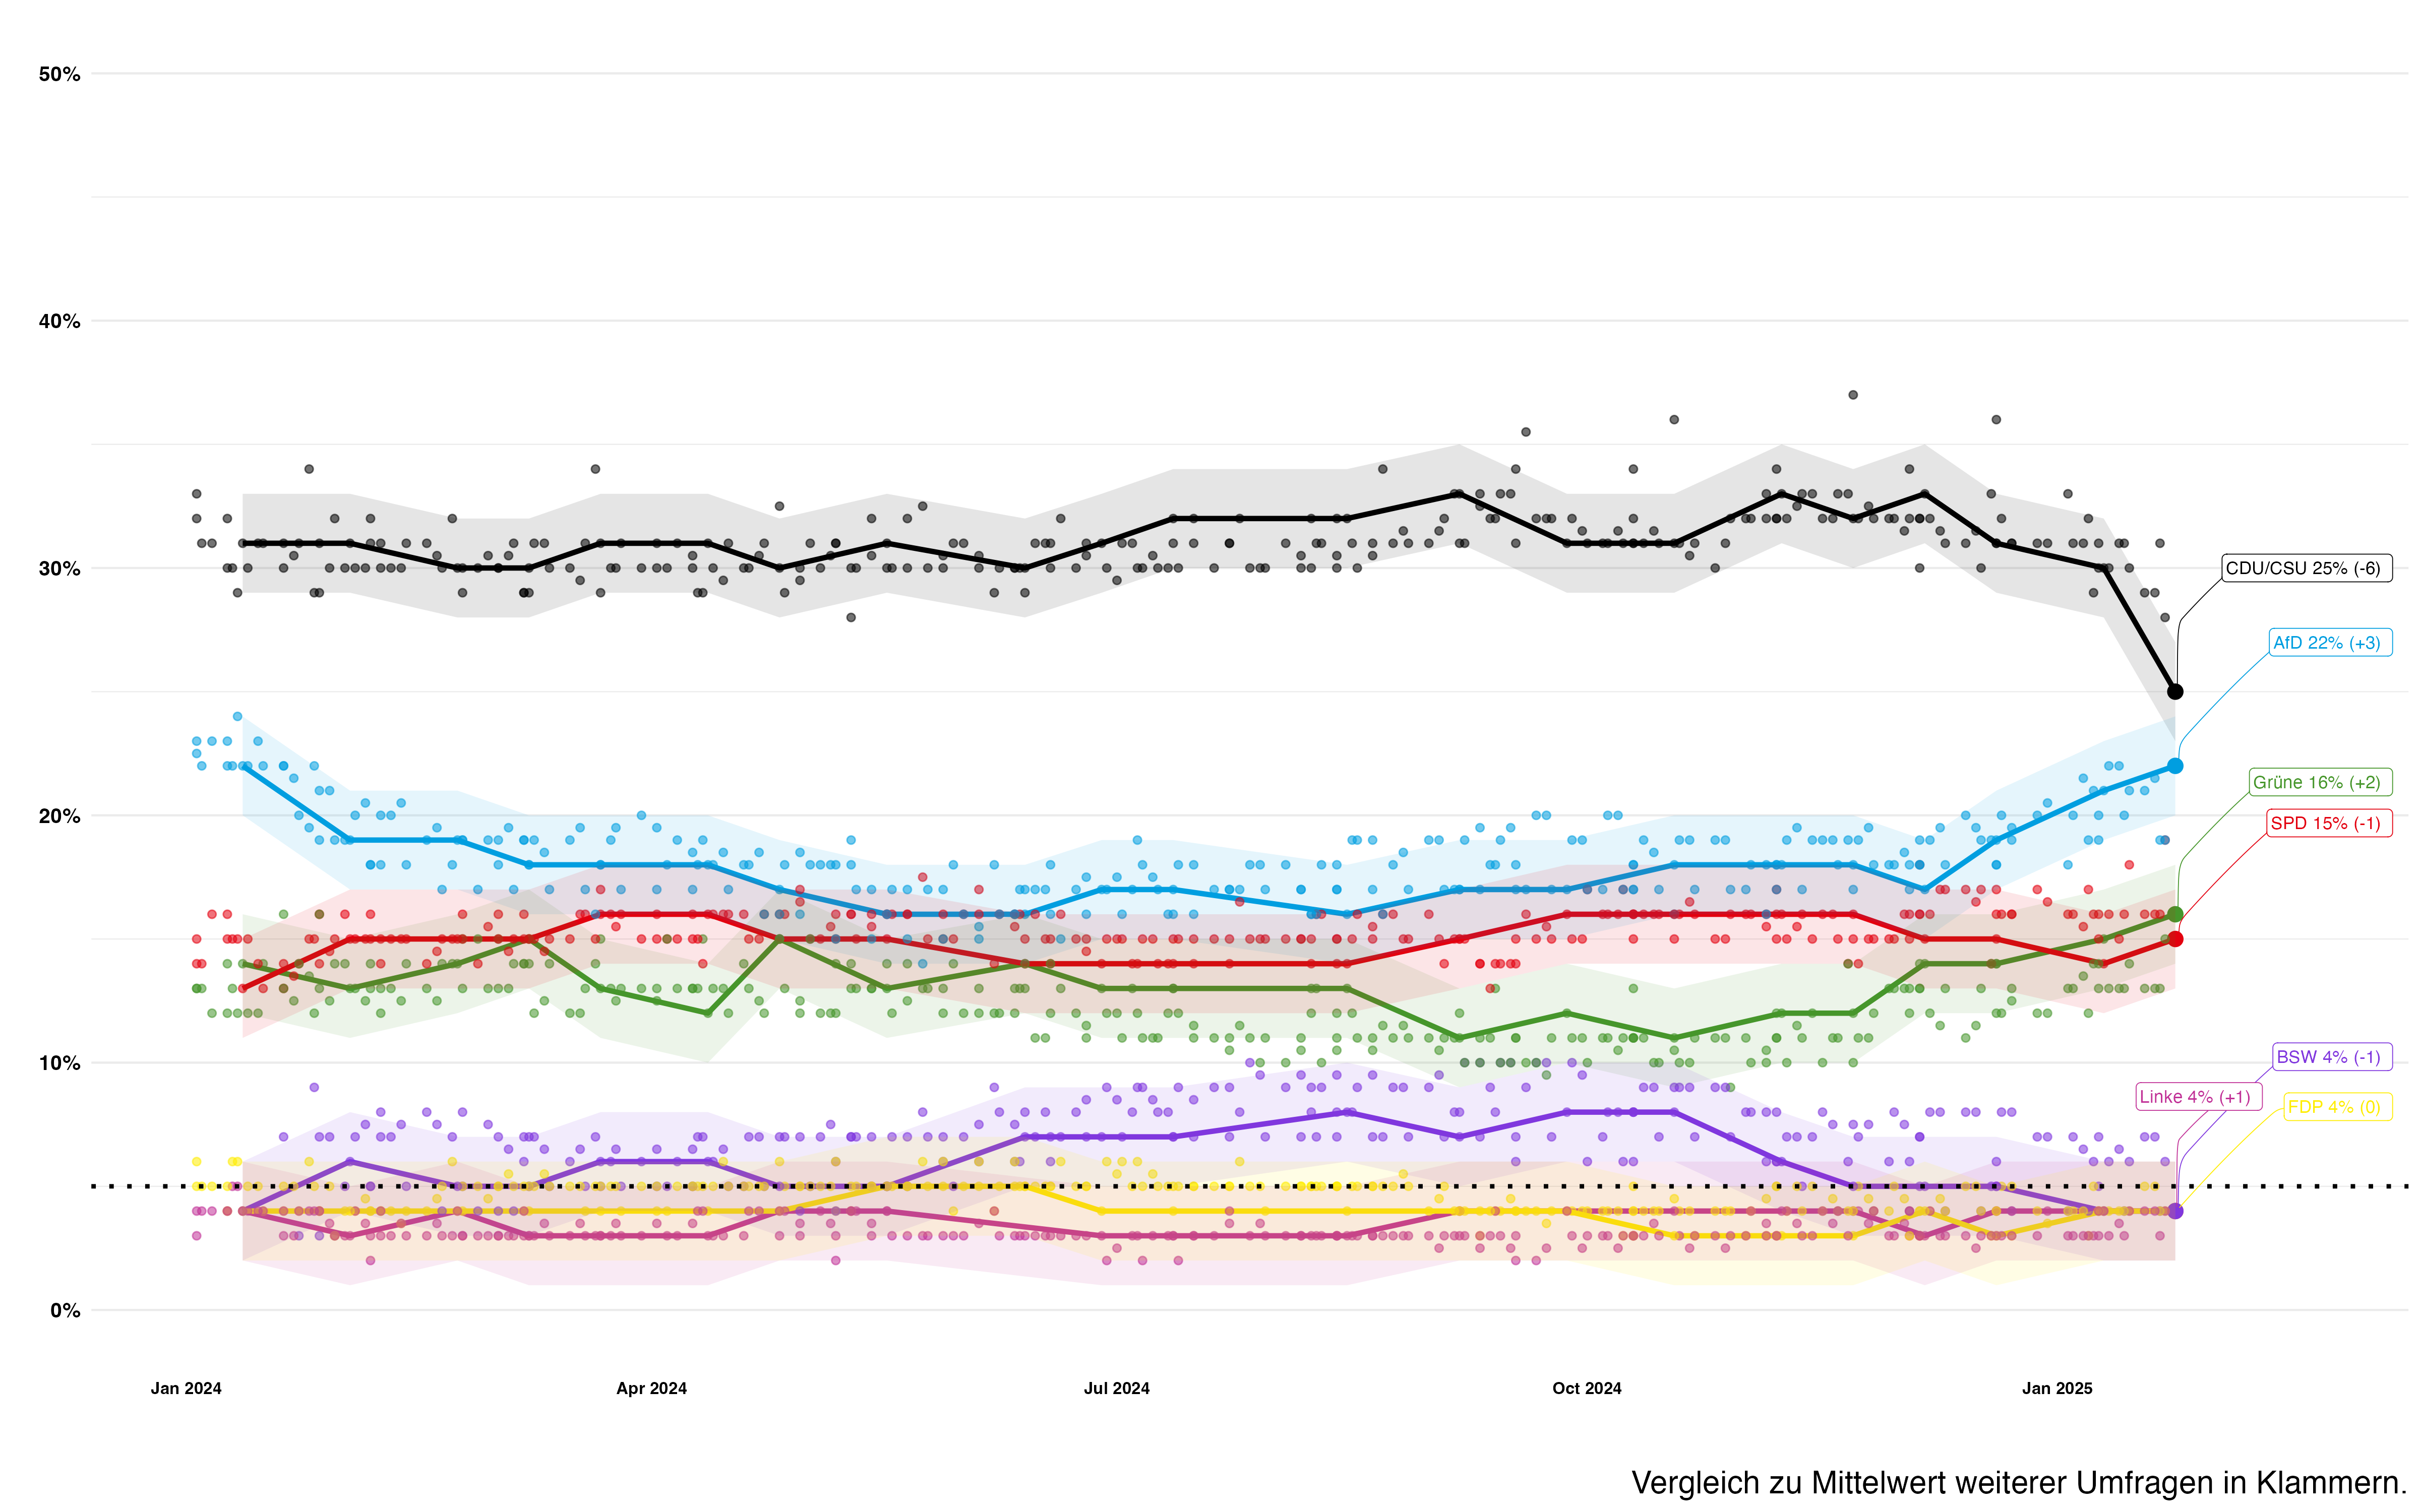 50%
40%
30%
20%
10%
0%
CDU/CSU 25% (-6)
AfD 22% (+3)
Grüne 16% (+2)
SPD 15% (-1)
BSW 4% (-1)
Linke 4% (+1)
FDP 4% (0)
Jan 2024
Apr 2024
Jul 2024
Oct 2024
Jan 2025
Vergleich zu Mittelwert weiterer Umfragen in Klammern.